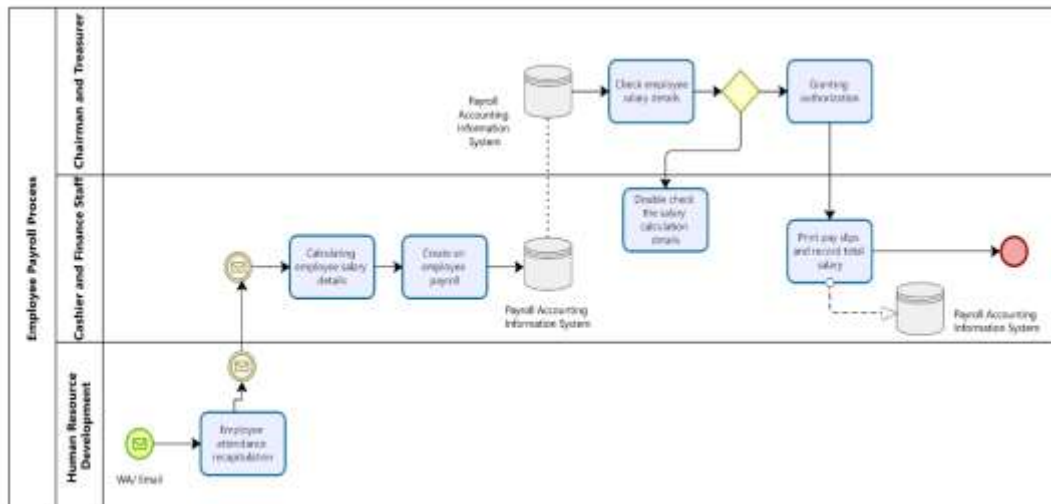 Employee Payroll Process
Chairman and Treasurer
Payroll
Accounting
Information
System
Check employee
salary details
Granting
authorization
Cashier and Finance Staff
Calculating
employee salary
details
Create an
employee
payroll
Payroll Accounting
Information System
Double check
the salary
calculation
details
Print pay slips
and record total
salary
Payroll Accounting
Information System
Human Resource
Development
WA/ Email
Employee
attendance
recapitulation